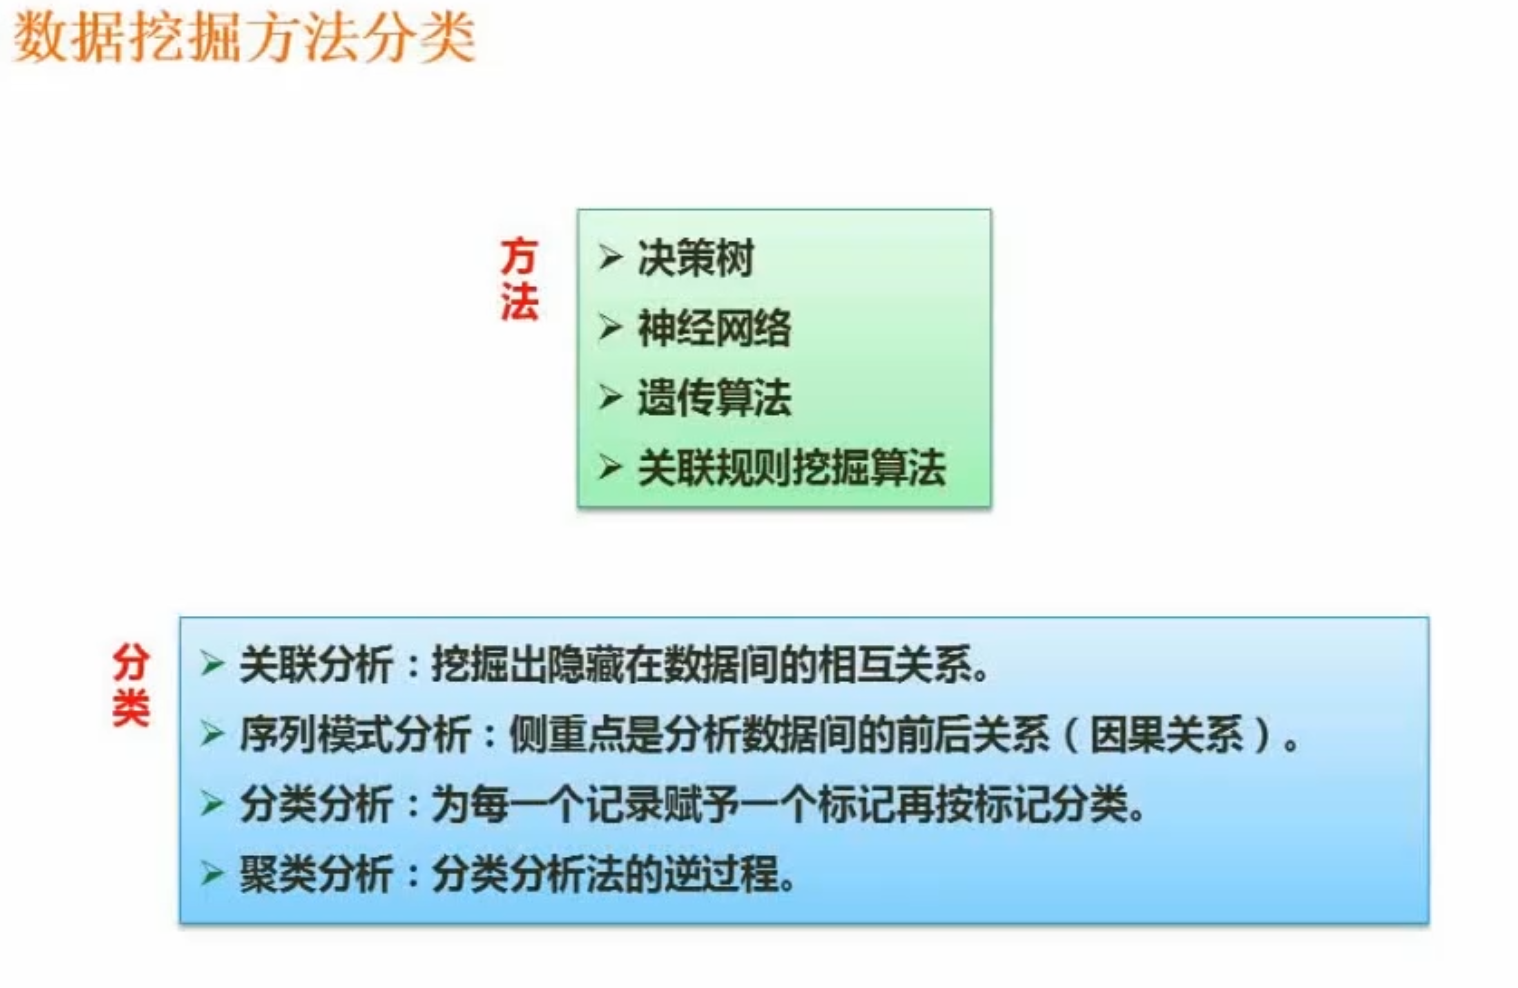 数据挖掘方法分类
方法
决策树
神经网络
遗传算法
关联规则挖掘算法
分类
关联分析：挖掘出隐藏在数据间的相互关系。
序列模式分析：侧重点是分析数据间的前后关系（因果关系）。
分类分析：为每一个记录赋予一个标记再按标记分类。
聚类分析：分类分析法的逆过程。